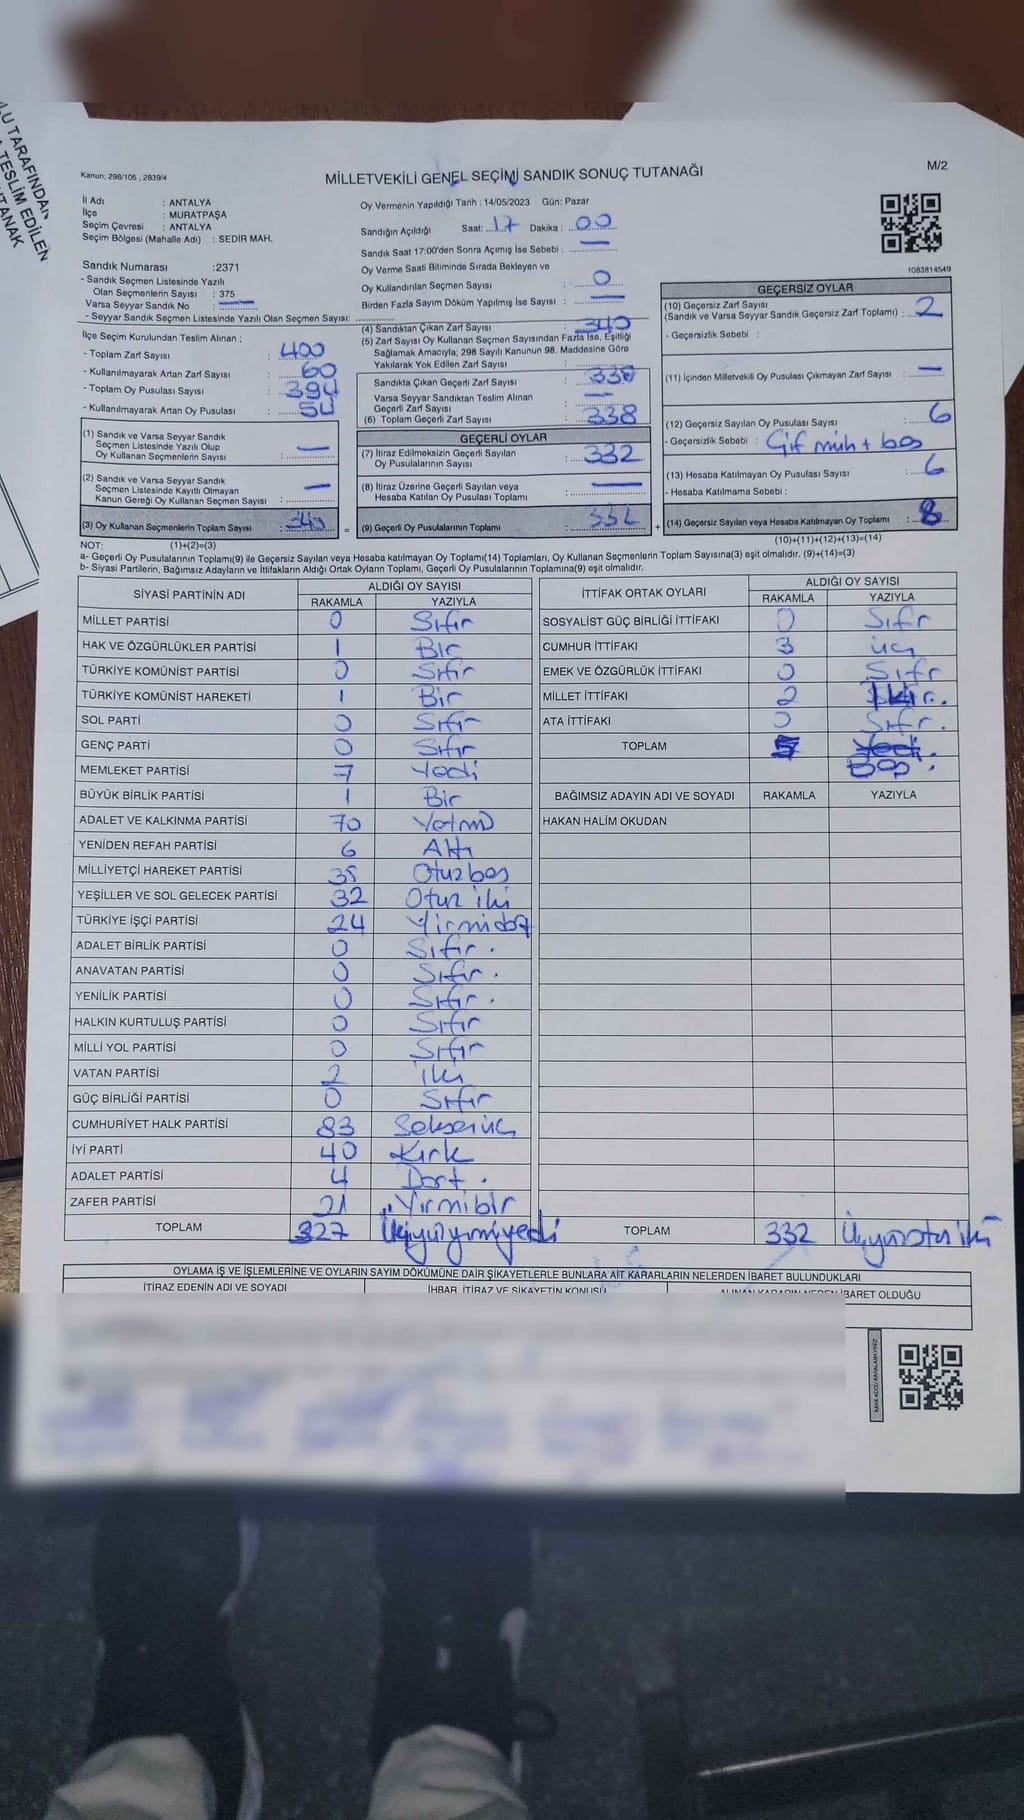 LU TARAFINDAN
TESLİM EDİLEN
TANAK
Kanun; 298/105 , 2839/4
MİLLETVEKİLİ GENEL SEÇİMİ SANDIK SONUÇ TUTANAĞI
M/2
İl Adı : ANTALYA
İlçe : MURATPAŞA
Seçim Çevresi : ANTALYA
Seçim Bölgesi (Mahalle Adı) : SEDİR MAH.
Sandık Numarası :2371
- Sandık Seçmen Listesinde Yazılı
Olan Seçmenlerin Sayısı : 375
Varsa Seyyar Sandık No : —
- Seyyar Sandık Seçmen Listesinde Yazılı Olan Seçmen Sayısı:
İlçe Seçim Kurulundan Teslim Alınan ;
- Toplam Zarf Sayısı : 400
- Kullanılmayarak Artan Zarf Sayısı : 60
- Toplam Oy Pusulası Sayısı : 394
- Kullanılmayarak Artan Oy Pusulası : 54
(1) Sandık ve Varsa Seyyar Sandık
Seçmen Listesinde Yazılı Olup
Oy Kullanan Seçmenlerin Sayısı : —
(2) Sandık ve Varsa Seyyar Sandık
Seçmen Listesinde Kayıtlı Olmayan
Kanun Gereği Oy Kullanan Seçmen Sayısı : —
(3) Oy Kullanan Seçmenlerin Toplam Sayısı : 340
Oy Vermenin Yapıldığı Tarih : 14/05/2023 Gün: Pazar
Sandığın Açıldığı Saat: 17 Dakika : 00
Sandık Saat 17:00'den Sonra Açılmış İse Sebebi : —
Oy Verme Saati Bitiminde Sırada Bekleyen ve
Oy Kullandırılan Seçmen Sayısı : 0
Birden Fazla Sayım Döküm Yapılmış İse Sayısı : —
(4) Sandıktan Çıkan Zarf Sayısı : 340
(5) Zarf Sayısı Oy Kullanan Seçmen Sayısından Fazla İse, Eşitliği
Sağlamak Amacıyla; 298 Sayılı Kanunun 98. Maddesine Göre
Yakılarak Yok Edilen Zarf Sayısı :
Sandıkta Çıkan Geçerli Zarf Sayısı : 338
Varsa Seyyar Sandıktan Teslim Alınan
Geçerli Zarf Sayısı : —
(6) Toplam Geçerli Zarf Sayısı : 338
GEÇERLİ OYLAR
(7) İtiraz Edilmeksizin Geçerli Sayılan
Oy Pusulalarının Sayısı : 332
(8) İtiraz Üzerine Geçerli Sayılan veya
Hesaba Katılan Oy Pusulası Toplamı : —
= (9) Geçerli Oy Pusulalarının Toplamı : 332 +
1083814549
GEÇERSİZ OYLAR
(10) Geçersiz Zarf Sayısı
(Sandık ve Varsa Seyyar Sandık Geçersiz Zarf Toplamı) : 2
- Geçersizlik Sebebi :
(11) İçinden Milletvekili Oy Pusulası Çıkmayan Zarf Sayısı : —
(12) Geçersiz Sayılan Oy Pusulası Sayısı : 6
- Geçersizlik Sebebi : Çif müh + boş
(13) Hesaba Katılmayan Oy Pusulası Sayısı : 6
- Hesaba Katılmama Sebebi :
(14) Geçersiz Sayılan veya Hesaba Katılmayan Oy Toplamı : 8
NOT: (1)+(2)=(3)
(10)+(11)+(12)+(13)=(14)
a- Geçerli Oy Pusulalarının Toplamı(9) ile Geçersiz Sayılan veya Hesaba katılmayan Oy Toplamı(14) Toplamları, Oy Kullanan Seçmenlerin Toplam Sayısına(3) eşit olmalıdır. (9)+(14)=(3)
b- Siyasi Partilerin, Bağımsız Adayların ve İttifakların Aldığı Ortak Oyların Toplamı, Geçerli Oy Pusulalarının Toplamına(9) eşit olmalıdır.
SİYASİ PARTİNİN ADI ALDIĞI OY SAYISI
RAKAMLA YAZIYLA
MİLLET PARTİSİ 0 Sıfır
HAK VE ÖZGÜRLÜKLER PARTİSİ 1 Bir
TÜRKİYE KOMÜNİST PARTİSİ 0 Sıfır
TÜRKİYE KOMÜNİST HAREKETİ 1 Bir
SOL PARTİ 0 Sıfır
GENÇ PARTİ 0 Sıfır
MEMLEKET PARTİSİ 7 Yedi
BÜYÜK BİRLİK PARTİSİ 1 Bir
ADALET VE KALKINMA PARTİSİ 70 Yetmiş
YENİDEN REFAH PARTİSİ 6 Altı
MİLLİYETÇİ HAREKET PARTİSİ 35 Otuzbeş
YEŞİLLER VE SOL GELECEK PARTİSİ 32 Otuz iki
TÜRKİYE İŞÇİ PARTİSİ 24 Yirmidört
ADALET BİRLİK PARTİSİ 0 Sıfır.
ANAVATAN PARTİSİ 0 Sıfır.
YENİLİK PARTİSİ 0 Sıfır.
HALKIN KURTULUŞ PARTİSİ 0 Sıfır
MİLLİ YOL PARTİSİ 0 Sıfır
VATAN PARTİSİ 2 iki
GÜÇ BİRLİĞİ PARTİSİ 0 Sıfır
CUMHURİYET HALK PARTİSİ 83 Seksenüç
İYİ PARTİ 40 Kırk
ADALET PARTİSİ 4 Dört.
ZAFER PARTİSİ 21 Yirmibir
TOPLAM 327 Üçyüzyirmiyedi
İTTİFAK ORTAK OYLARI ALDIĞI OY SAYISI
RAKAMLA YAZIYLA
SOSYALİST GÜÇ BİRLİĞİ İTTİFAKI 0 Sıfır
CUMHUR İTTİFAKI 3 üç
EMEK VE ÖZGÜRLÜK İTTİFAKI 0 Sıfır
MİLLET İTTİFAKI 2 İki.
ATA İTTİFAKI 0 Sıfır.
TOPLAM 5 Yedi.
Beş.
BAĞIMSIZ ADAYIN ADI VE SOYADI RAKAMLA YAZIYLA
HAKAN HALİM OKUDAN
TOPLAM 332 Üçyüzotuziki
OYLAMA İŞ VE İŞLEMLERİNE VE OYLARIN SAYIM DÖKÜMÜNE DAİR ŞİKAYETLERLE BUNLARA AİT KARARLARIN NELERDEN İBARET BULUNDUKLARI
İTİRAZ EDENİN ADI VE SOYADI İHBAR, İTİRAZ VE ŞİKAYETİN KONUSU ALINAN KARARIN NEDEN İBARET OLDUĞU